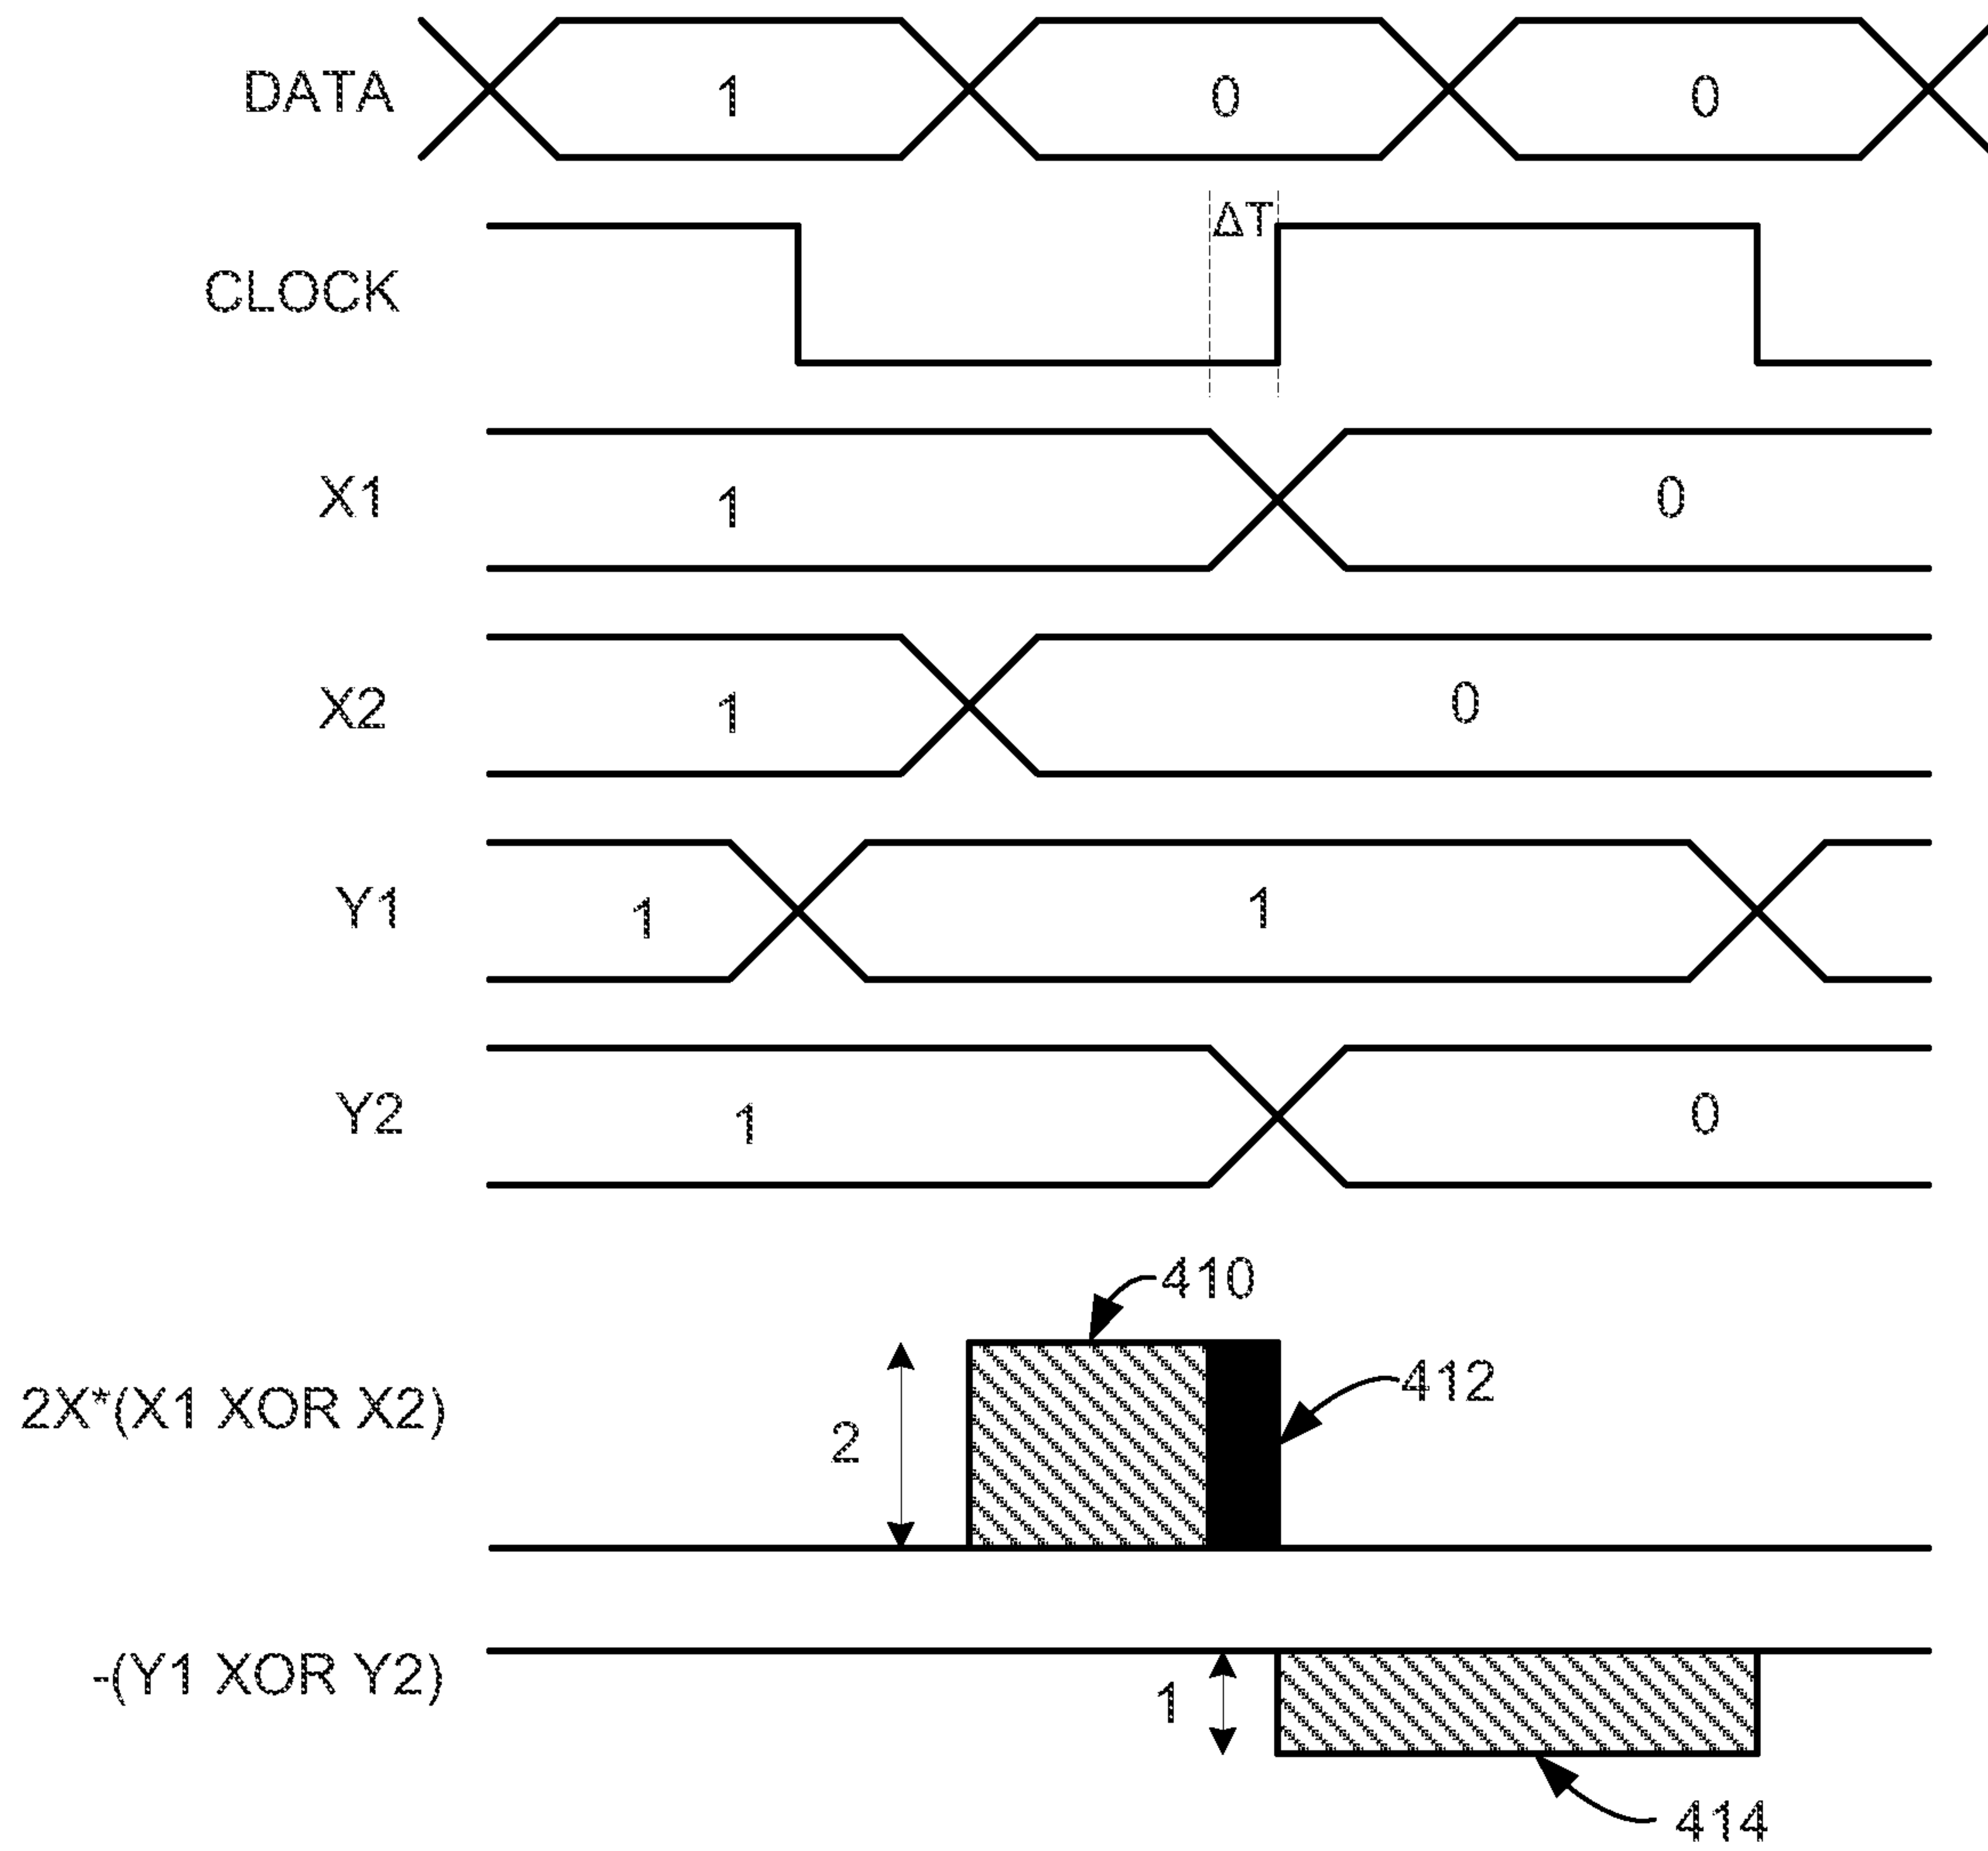 DATA 1 0 0
ΔT
CLOCK
X1 1 0
X2 1 0
Y1 1 1
Y2 1 0
410
2X*(X1 XOR X2) 2 412
-(Y1 XOR Y2) 1
414